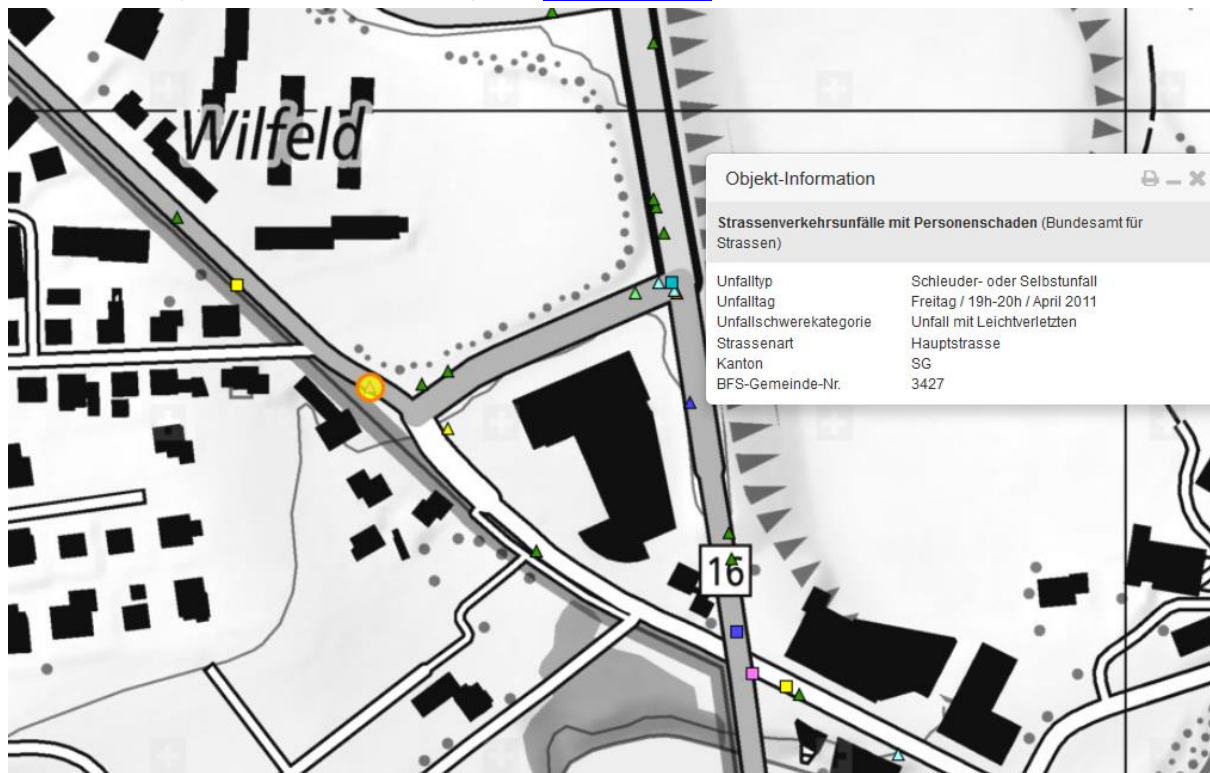 Wilfeld
Objekt-Information
Strassenverkehrsunfälle mit Personenschaden (Bundesamt für
Strassen)
Unfalltyp Schleuder- oder Selbstunfall
Unfalltag Freitag / 19h-20h / April 2011
Unfallschwerekategorie Unfall mit Leichtverletzten
Strassenart Hauptstrasse
Kanton SG
BFS-Gemeinde-Nr. 3427
16